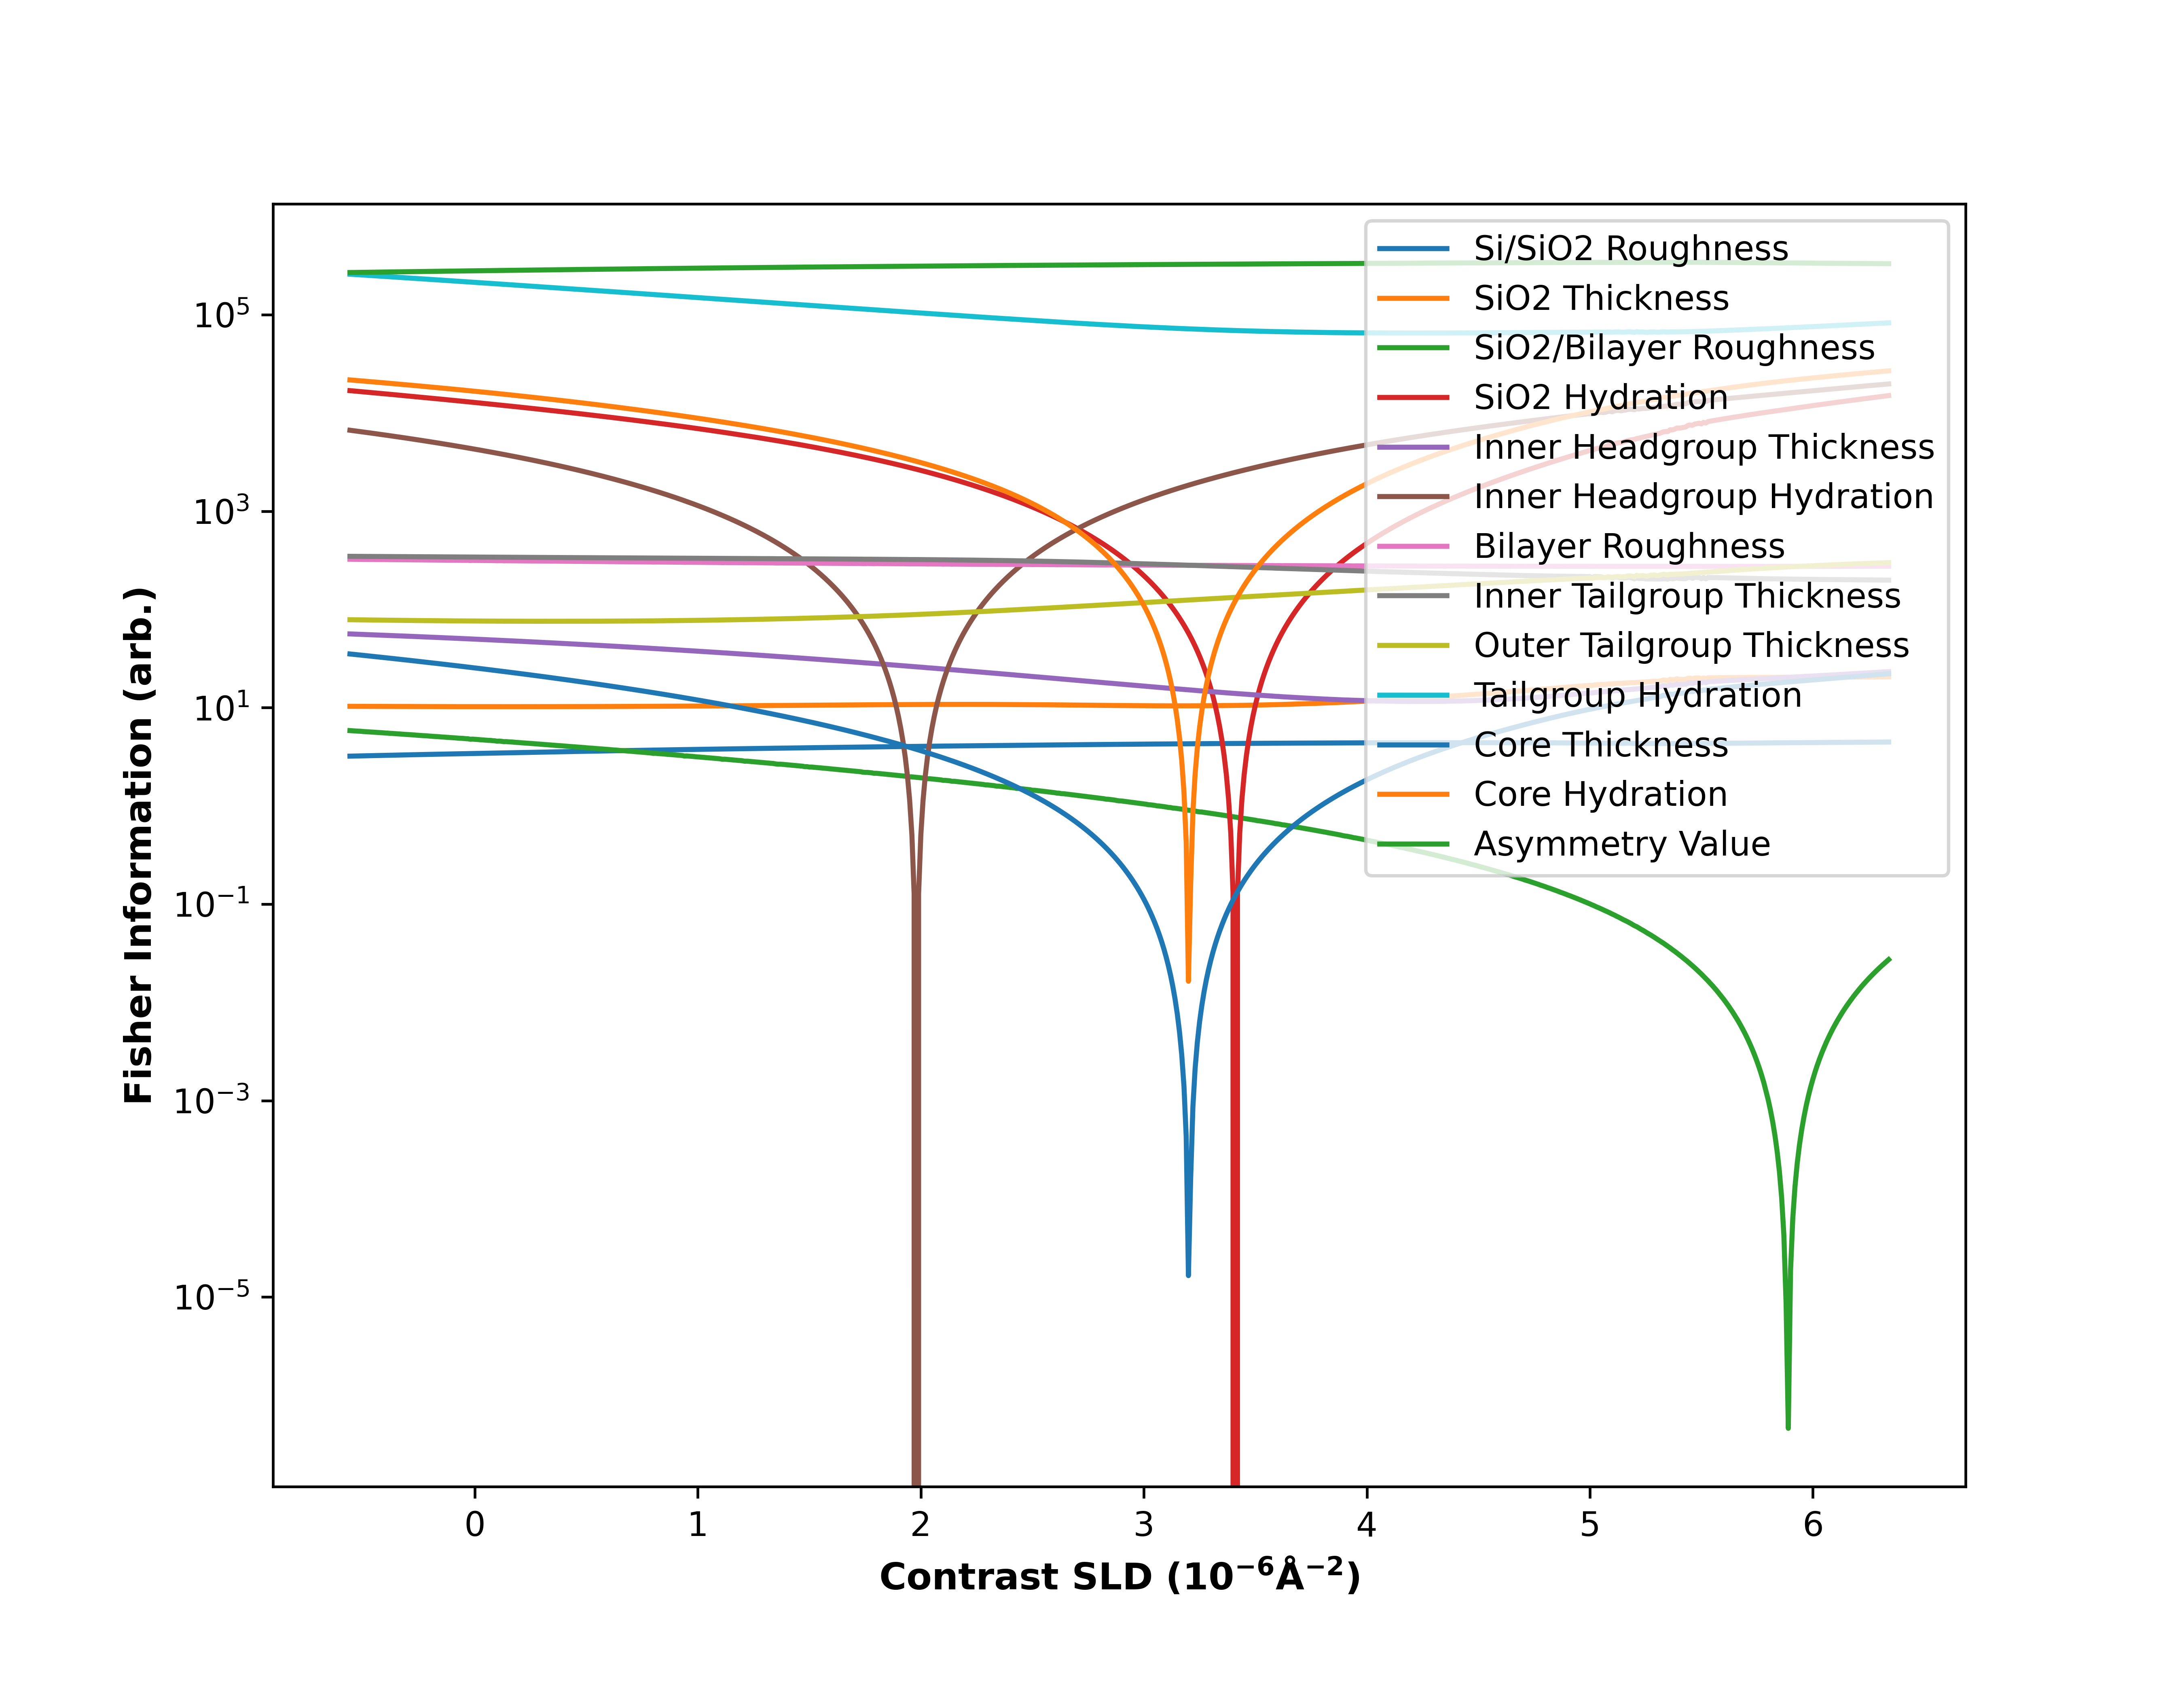 Si/SiO2 Roughness
SiO2 Thickness
SiO2/Bilayer Roughness
SiO2 Hydration
Inner Headgroup Thickness
Inner Headgroup Hydration
Bilayer Roughness
Inner Tailgroup Thickness
Outer Tailgroup Thickness
Tailgroup Hydration
Core Thickness
Core Hydration
Asymmetry Value
Fisher Information (arb.)
10⁵
10³
10¹
10⁻¹
10⁻³
10⁻⁵
0 1 2 3 4 5 6
Contrast SLD (10⁻⁶Å⁻²)